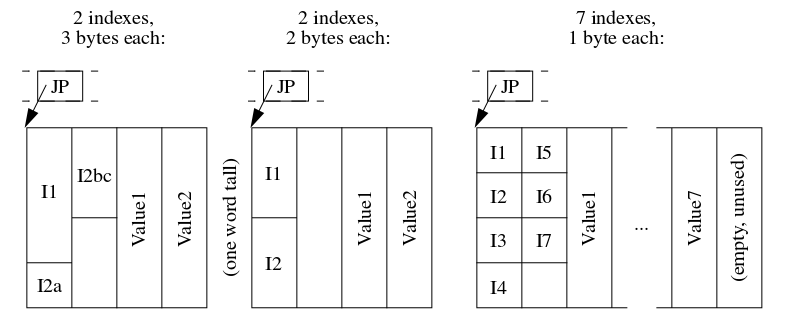 2 indexes,
3 bytes each:
2 indexes,
2 bytes each:
7 indexes,
1 byte each:
JP
JP
JP
I1
I2a
I2bc
Value1
Value2
(one word tall)
I1
I2
Value1
Value2
I1
I2
I3
I4
I5
I6
I7
Value1
...
Value7
(empty, unused)